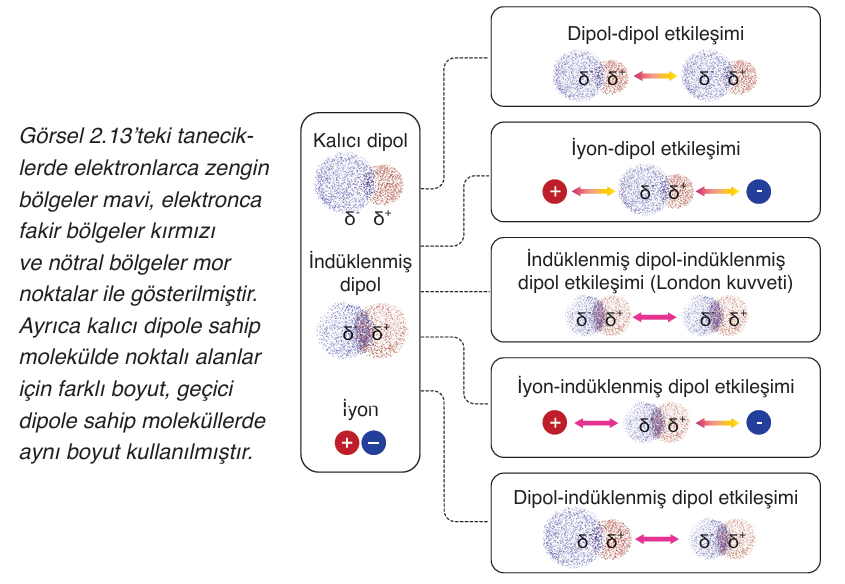 Görsel 2.13’teki tanecik-
lerde elektronlarca zengin
bölgeler mavi, elektronca
fakir bölgeler kırmızı
ve nötral bölgeler mor
noktalar ile gösterilmiştir.
Ayrıca kalıcı dipole sahip
molekülde noktalı alanlar
için farklı boyut, geçici
dipole sahip moleküllerde
aynı boyut kullanılmıştır.
Kalıcı dipol
δ⁻ δ⁺
İndüklenmiş
dipol
δ⁻ δ⁺
İyon
+ −
Dipol-dipol etkileşimi
δ⁻ δ⁺ δ⁻ δ⁺
İyon-dipol etkileşimi
+ δ⁻ δ⁺ -
İndüklenmiş dipol-indüklenmiş
dipol etkileşimi (London kuvveti)
δ⁻ δ⁺ δ⁻ δ⁺
İyon-indüklenmiş dipol etkileşimi
+ δ⁻ δ⁺ -
Dipol-indüklenmiş dipol etkileşimi
δ⁻ δ⁺ δ⁻ δ⁺